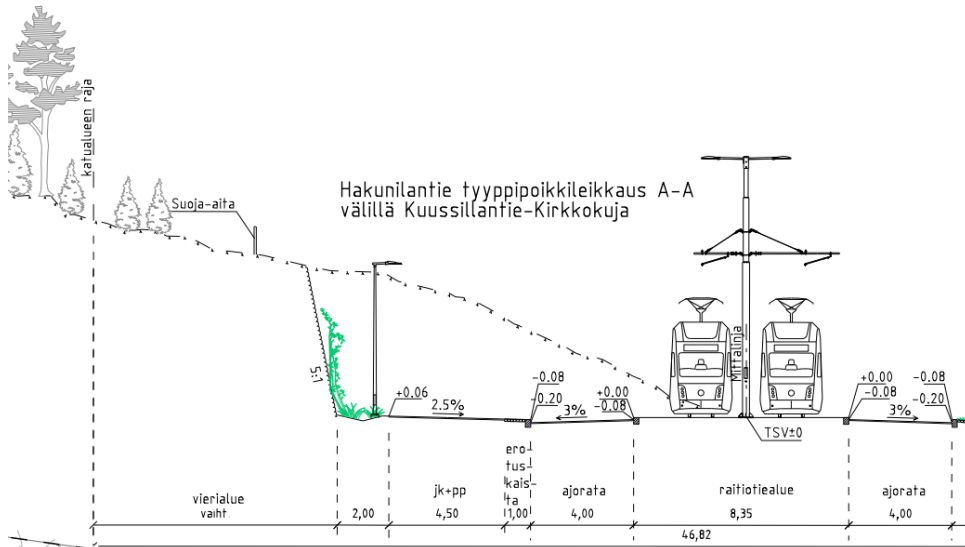 katualueen raja
Suoja-aita
Hakunilantie tyyppipoikkileikkaus A-A
välillä Kuussillantie-Kirkkokuja
Mittalinja
5:1
+0.06
2.5%
-0.08
-0.20
3%
+0.00
-0.08
TSV±0
+0.00
-0.08
-0.08
-0.20
3%
vierialue
vaiht.
2,00
jk+pp
4,50
ero-
tus-
kais-
ta
1,00
ajorata
4,00
raitiotiealue
8,35
ajorata
4,00
46,82